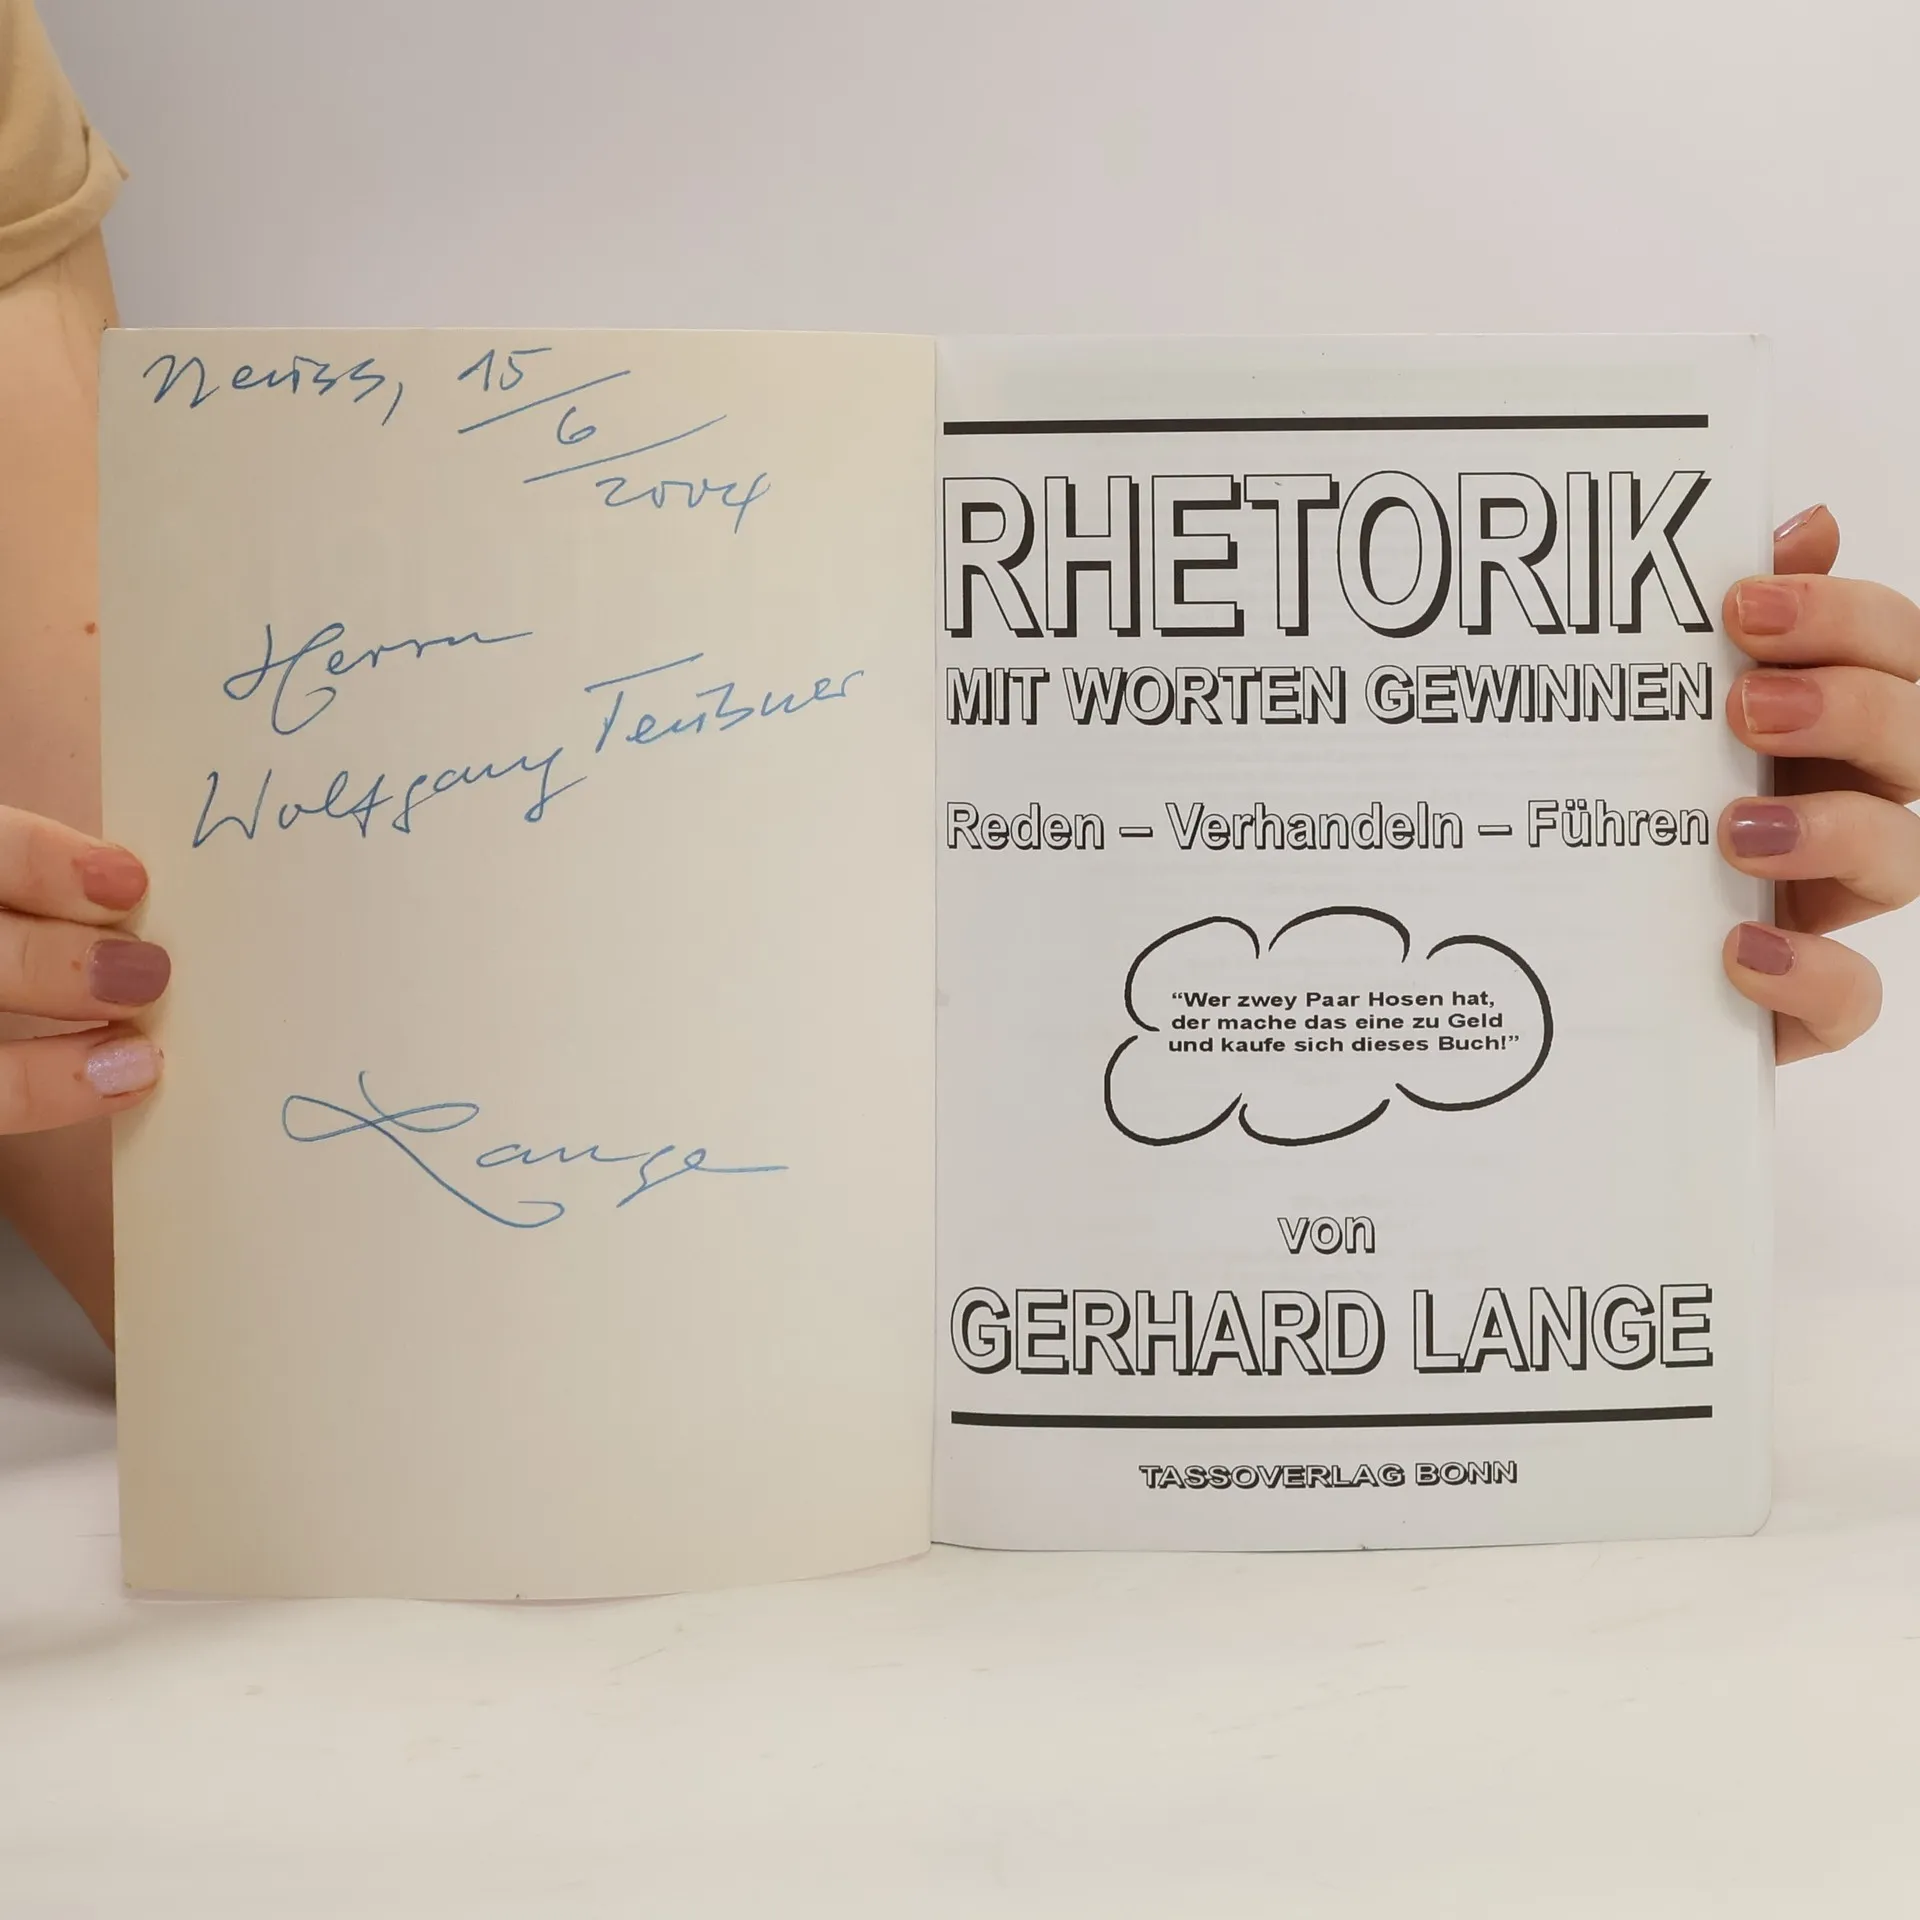 Neuss, 15/
6/
2004
Herrn
Wolfgang Teubner
Lange
RHETORIK
MIT WORTEN GEWINNEN
Reden – Verhandeln – Führen
“Wer zwey Paar Hosen hat,
der mache das eine zu Geld
und kaufe sich dieses Buch!”
von
GERHARD LANGE
TASSOVERLAG BONN